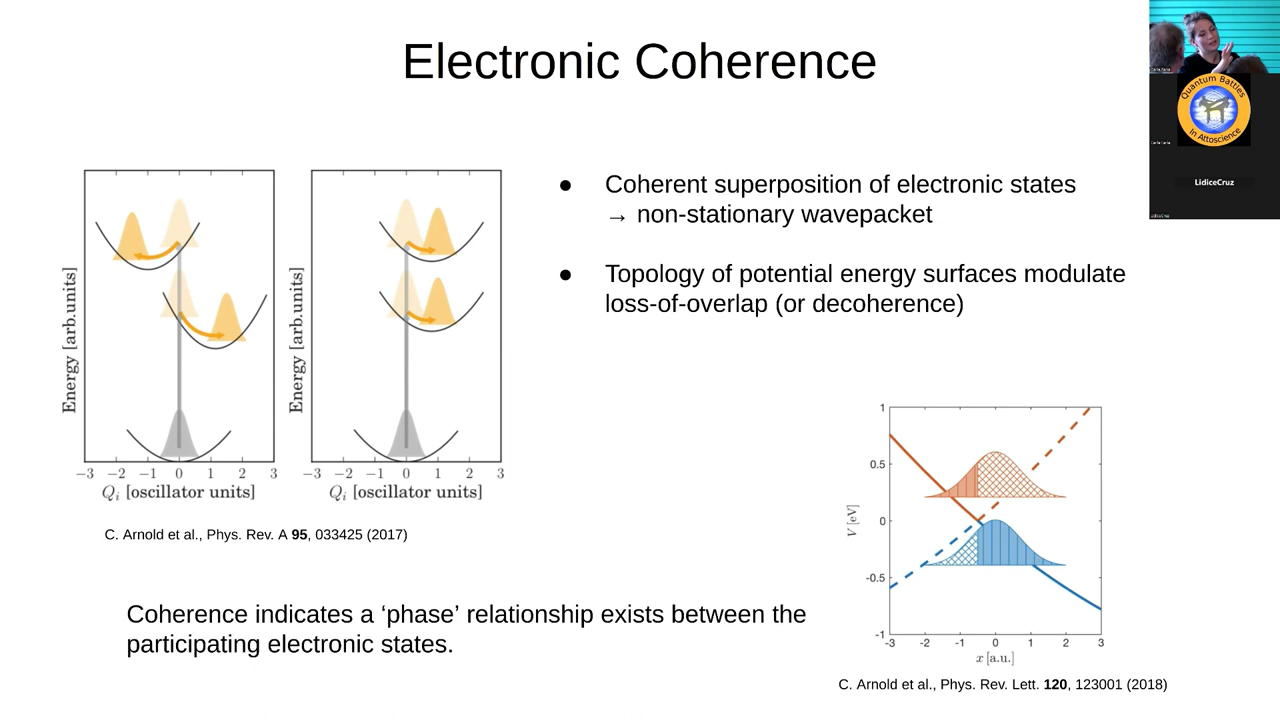 Electronic Coherence
Quantum Battles
In Attoscience
LidiceCruz
● Coherent superposition of electronic states
→ non-stationary wavepacket
● Topology of potential energy surfaces modulate
loss-of-overlap (or decoherence)
Energy [arb.units]
−3 −2 −1 0 1 2 3
Qi [oscillator units]
Energy [arb.units]
−3 −2 −1 0 1 2 3
Qi [oscillator units]
C. Arnold et al., Phys. Rev. A 95, 033425 (2017)
V [eV]
1
0.5
0
-0.5
-1
-3 -2 -1 0 1 2 3
x [a.u.]
C. Arnold et al., Phys. Rev. Lett. 120, 123001 (2018)
Coherence indicates a ‘phase’ relationship exists between the
participating electronic states.